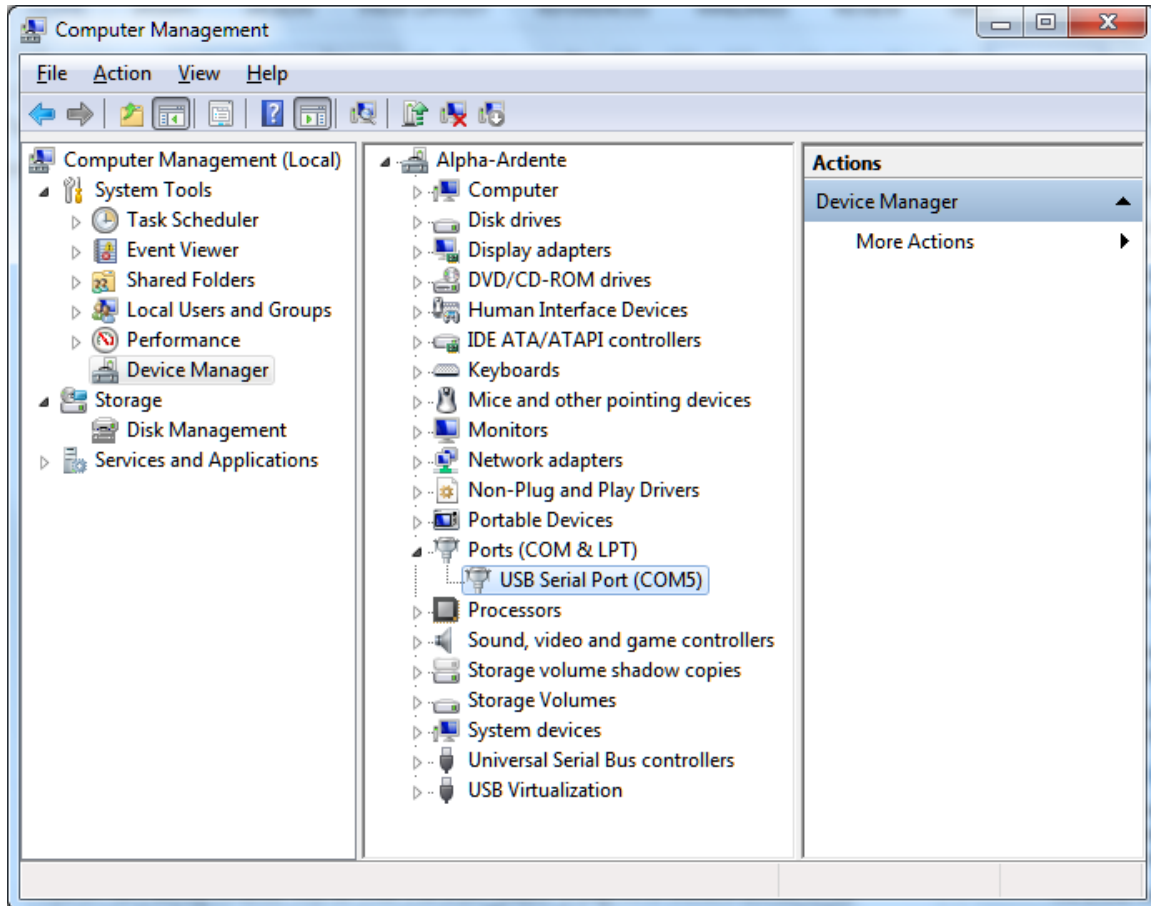 Computer Management
File Action View Help
Computer Management (Local)
System Tools
Task Scheduler
Event Viewer
Shared Folders
Local Users and Groups
Performance
Device Manager
Storage
Disk Management
Services and Applications
Alpha-Ardente
Computer
Disk drives
Display adapters
DVD/CD-ROM drives
Human Interface Devices
IDE ATA/ATAPI controllers
Keyboards
Mice and other pointing devices
Monitors
Network adapters
Non-Plug and Play Drivers
Portable Devices
Ports (COM & LPT)
USB Serial Port (COM5)
Processors
Sound, video and game controllers
Storage volume shadow copies
Storage Volumes
System devices
Universal Serial Bus controllers
USB Virtualization
Actions
Device Manager
More Actions